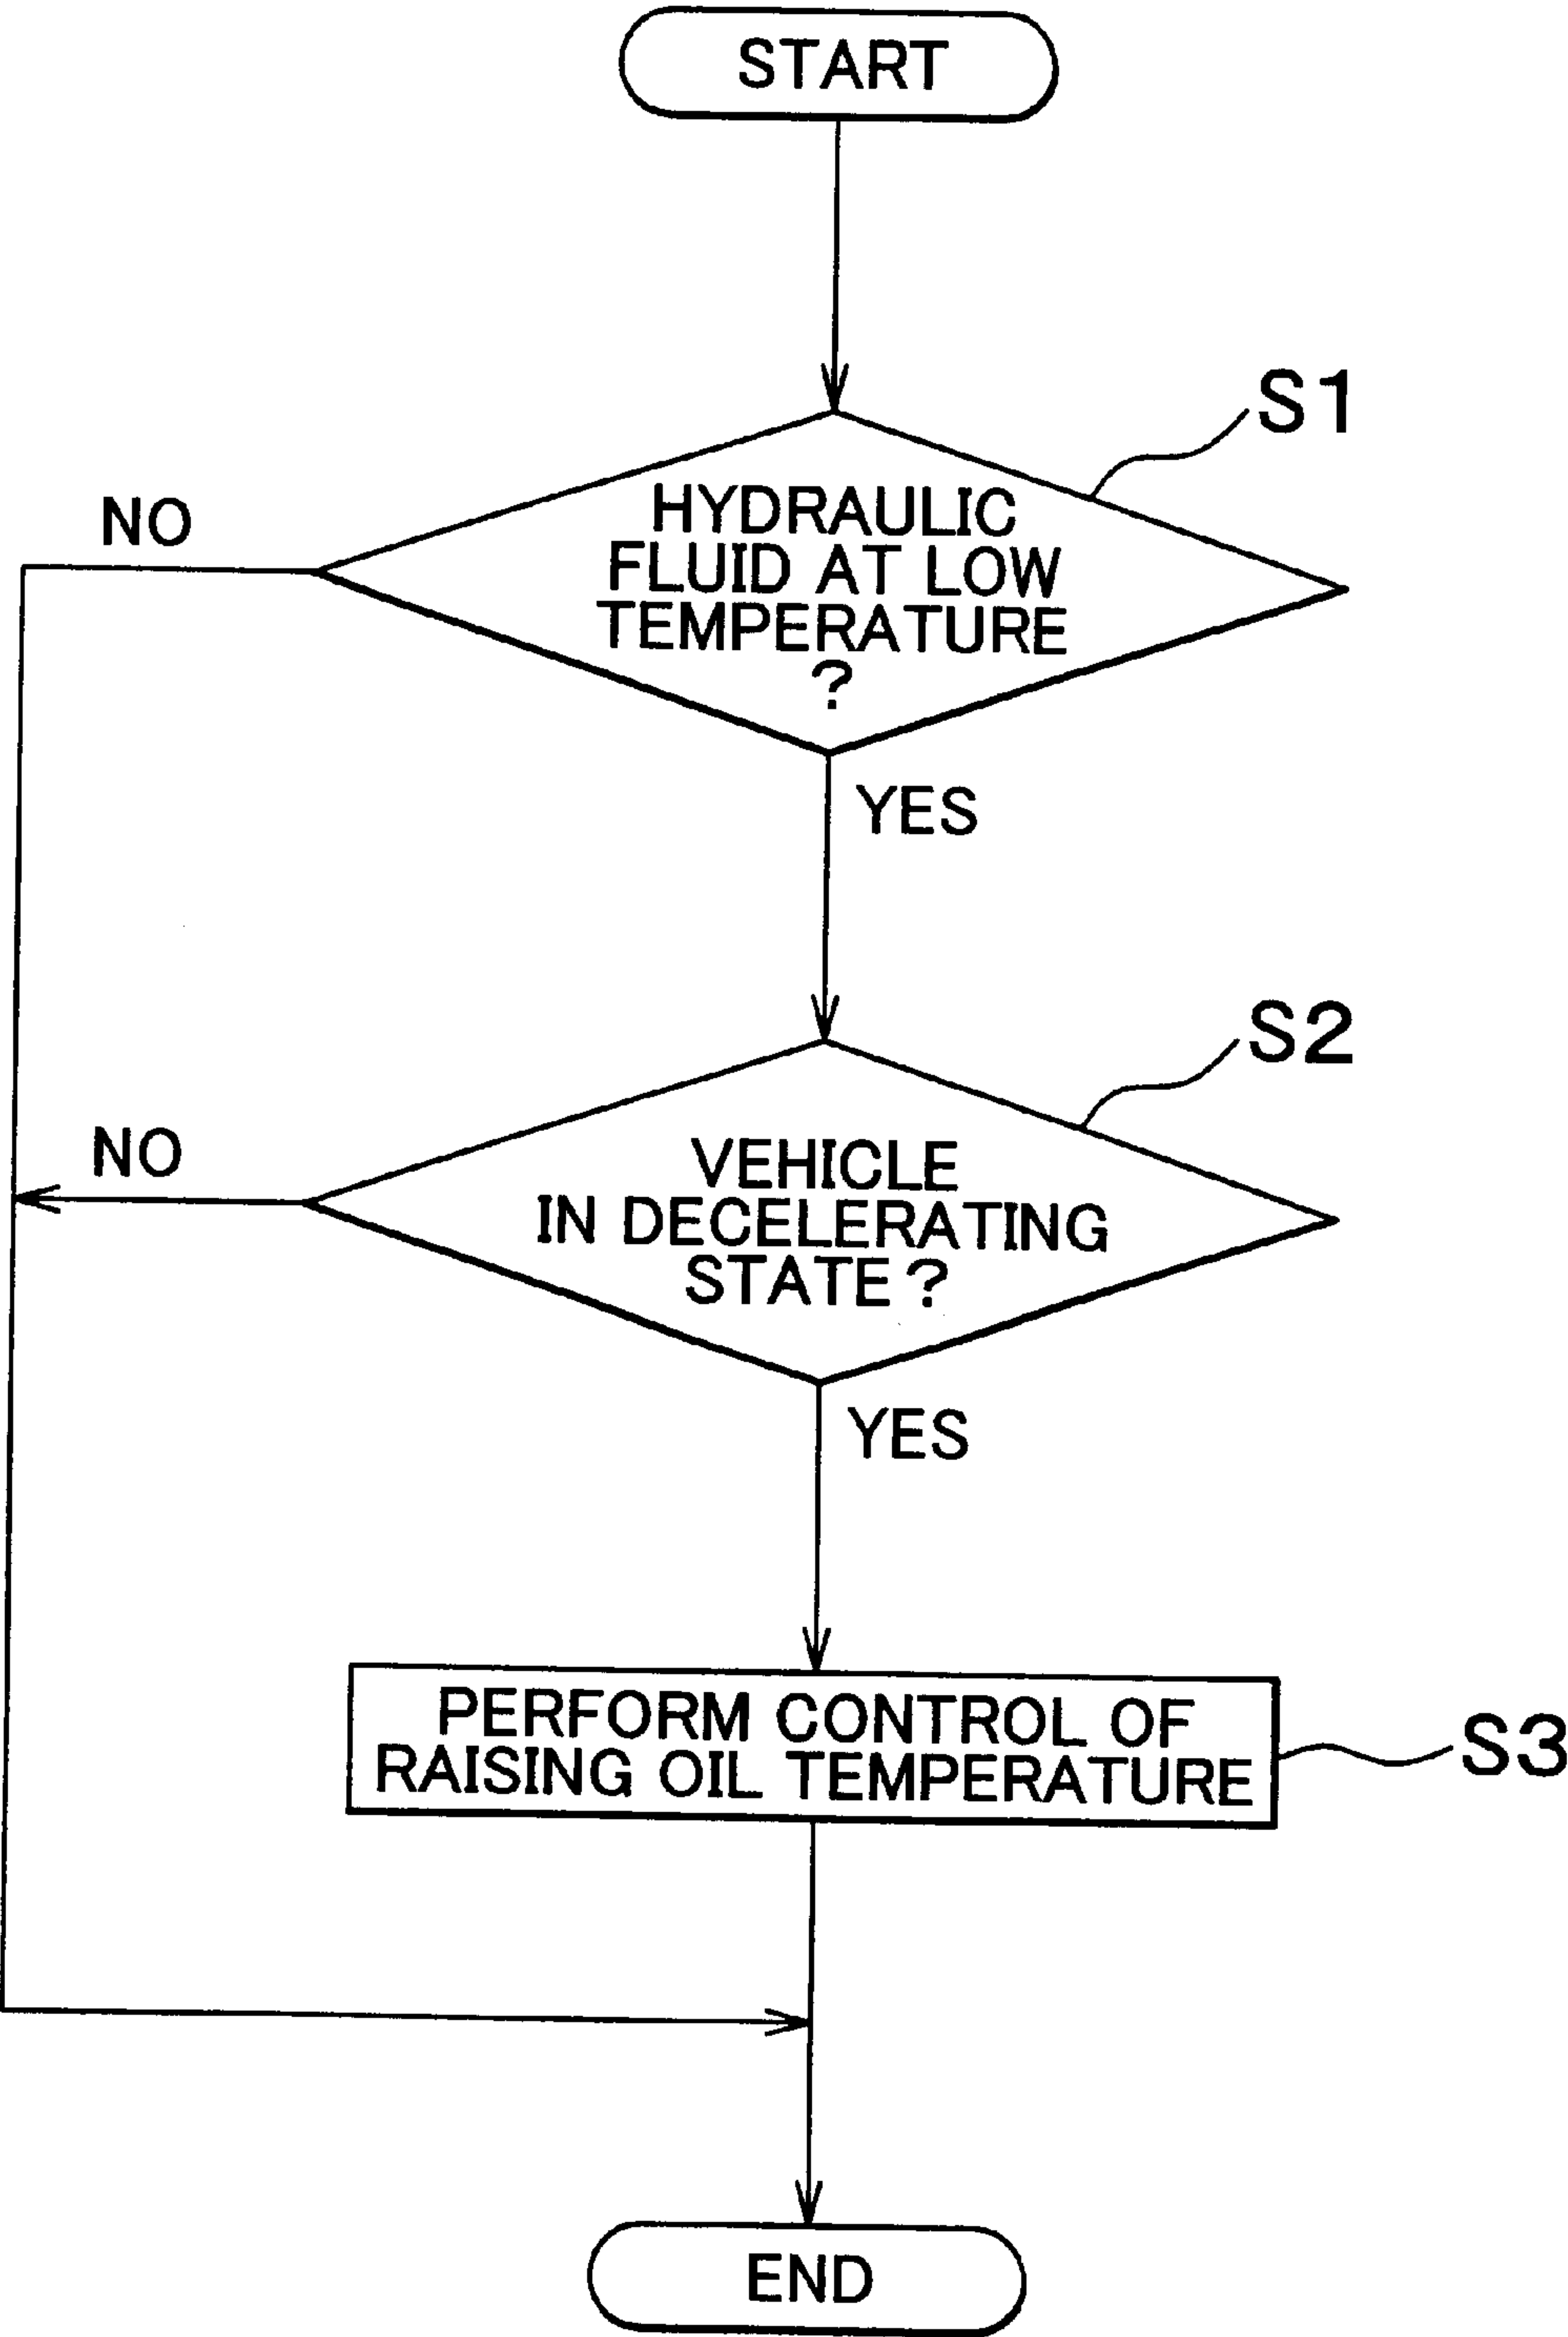 START
S1
NO
HYDRAULIC
FLUID AT LOW
TEMPERATURE
?
YES
S2
NO
VEHICLE
IN DECELERATING
STATE ?
YES
PERFORM CONTROL OF
RAISING OIL TEMPERATURE
S3
END